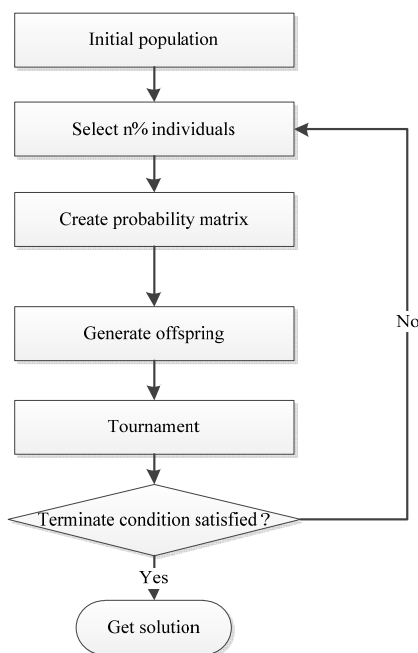 Initial population
Select n% individuals
Create probability matrix
Generate offspring
Tournament
Terminate condition satisfied？
No
Yes
Get solution